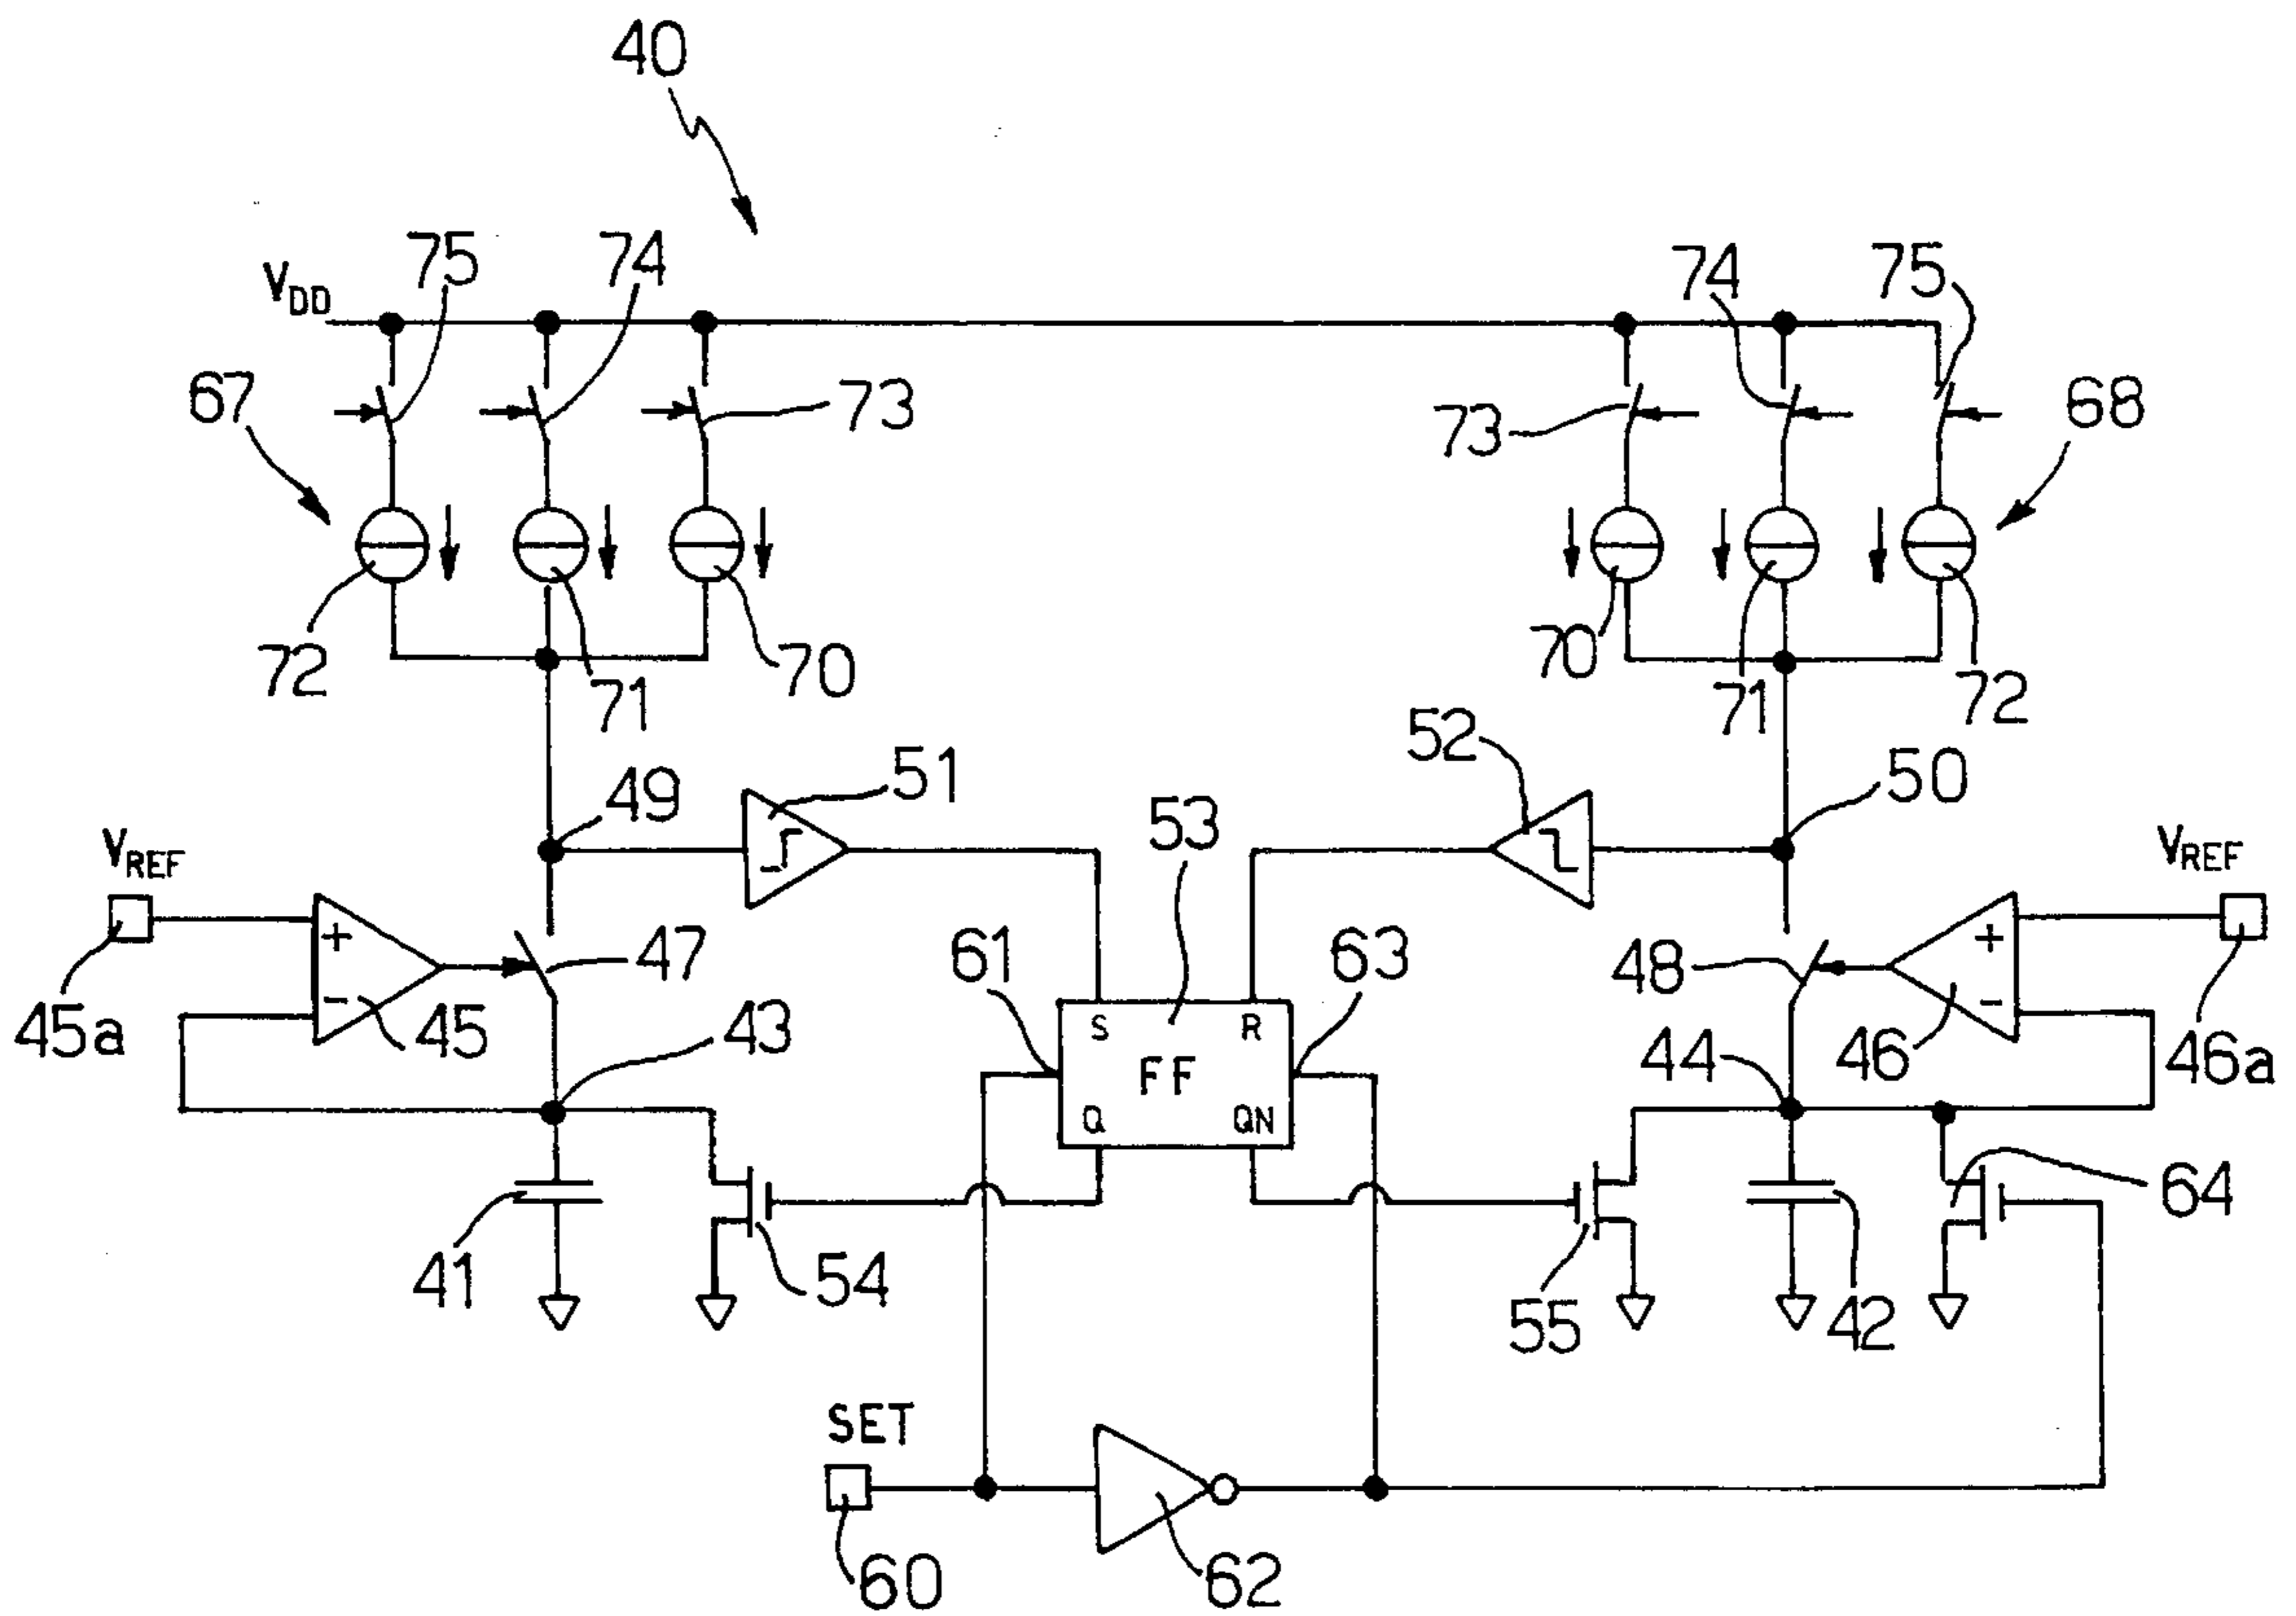 40
75 74 74 75
VDD
67 73 73 68
72 71 70 70 71 72
49 51 52 50
53
VREF VREF
+ +
61 63
47 48
- -
45a 45 43 44 46 46a
S R
FF
Q QN
41 54 55 42 64
SET
60 62